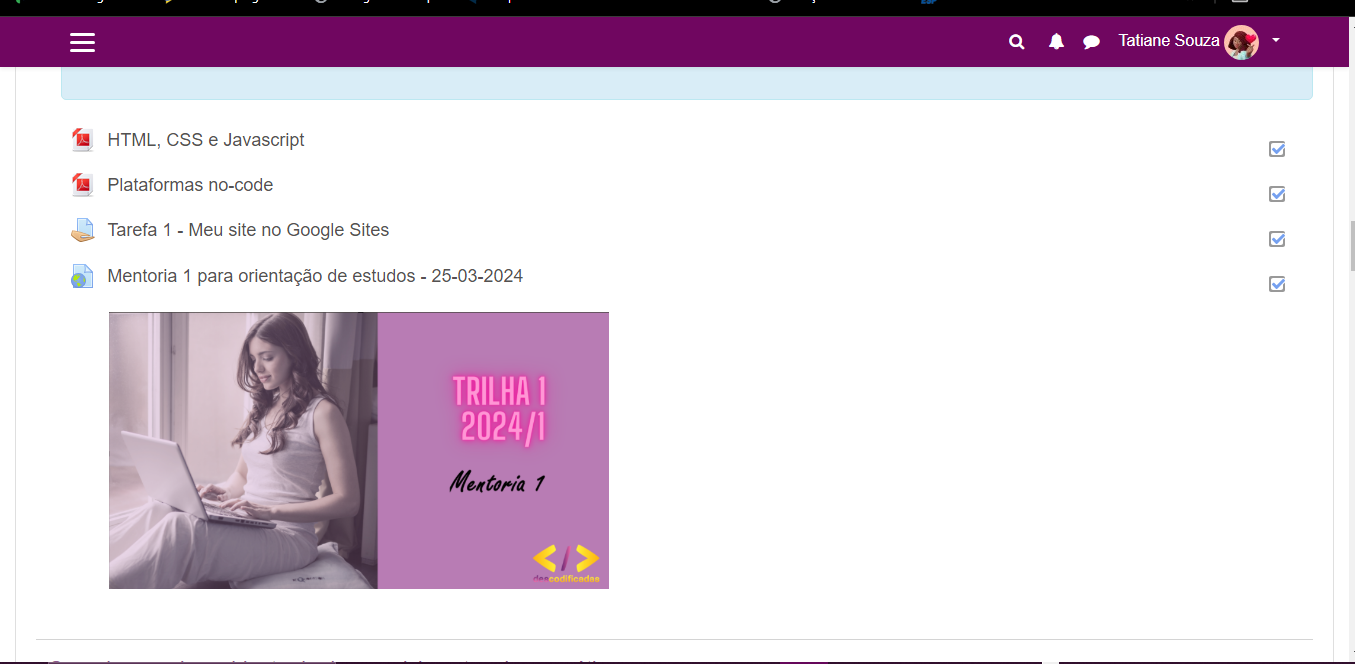 Tatiane Souza
HTML, CSS e Javascript
Plataformas no-code
Tarefa 1 - Meu site no Google Sites
Mentoria 1 para orientação de estudos - 25-03-2024
TRILHA 1
2024/1
Mentoria 1
</>
descodificadas